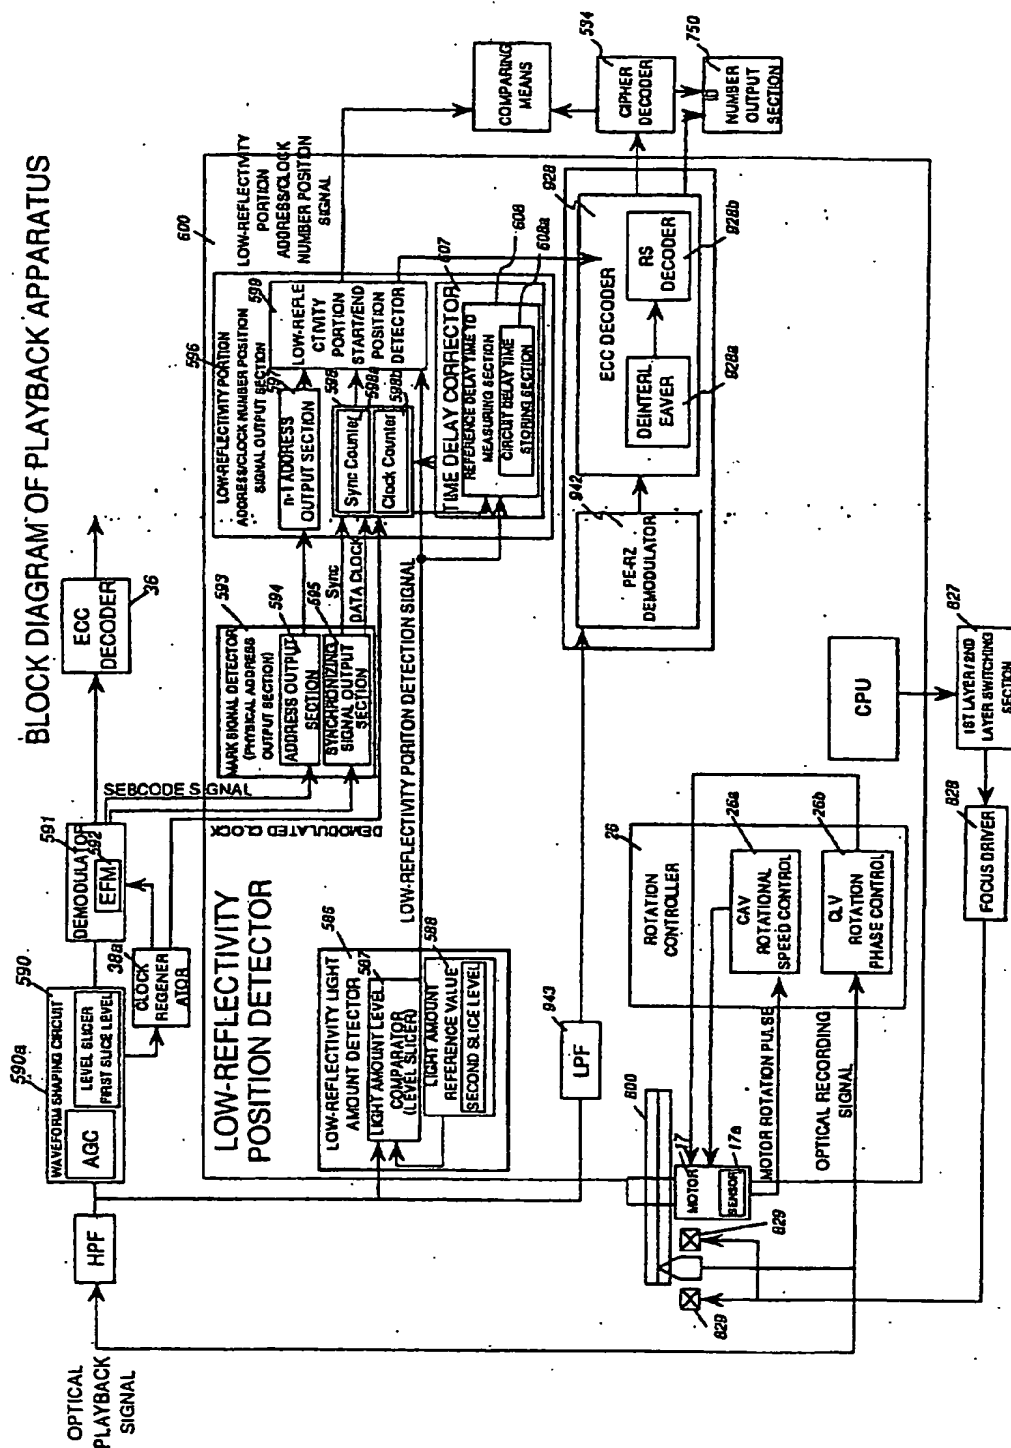 BLOCK DIAGRAM OF PLAYBACK APPARATUS
OPTICAL
PLAYBACK
SIGNAL
HPF
590a
590
WAVEFORM SHAPING CIRCUIT
AGC
LEVEL SLICER
FIRST SLICE LEVEL
38a
CLOCK
REGENER
ATOR
591
DEMODULATOR
592
EFM
ECC
DECODER
36
SEBCODE SIGNAL
DEMODULATED CLOCK
LOW-REFLECTIVITY
POSITION DETECTOR
600
593
MARK SIGNAL DETECTOR
(PHYSICAL ADDRESS
OUTPUT SECTION)
594
ADDRESS OUTPUT
SECTION
595
SYNCHRONIZING
SIGNAL OUTPUT
SECTION
Sync
DATA CLOCK
596
LOW-REFLECTIVITY PORTION
ADDRESS/CLOCK NUMBER POSITION
SIGNAL OUTPUT SECTION
597
n-1 ADDRESS
OUTPUT SECTION
598
Sync Counter
598a
Clock Counter
598b
599
LOW-REFLE
CTIVITY
PORTION
START/END
POSITION
DETECTOR
LOW-REFLECTIVITY
PORTION
ADDRESS/CLOCK
NUMBER POSITION
SIGNAL
607
TIME DELAY CORRECTOR
REFERENCE DELAY TIME TD
MEASURING SECTION
608
CIRCUIT DELAY TIME
STORING SECTION
608a
COMPARING
MEANS
534
CIPHER
DECODER
750
NUMBER
OUTPUT
SECTION
586
LOW-REFLECTIVITY LIGHT
AMOUNT DETECTOR
587
LIGHT AMOUNT LEVEL
COMPARATOR
(LEVEL SLICER)
588
LIGHT AMOUNT
REFERENCE VALUE
SECOND SLICE LEVEL
LOW-REFLECTION PORITON DETECTION SIGNAL
943
LPF
942
PE-RZ
DEMODULATOR
928
ECC DECODER
DEINTERL
EAVER
928a
RS
DECODER
928b
800
17
MOTOR
17a
SENSOR
829
829
MOTOR ROTATION PULSE
OPTICAL RECORDING
SIGNAL
26
ROTATION
CONTROLLER
26a
CAV
ROTATIONAL
SPEED CONTROL
26b
CLV
ROTATION
PHASE CONTROL
CPU
827
1ST LAYER/2ND
LAYER SWITCHING
SECTION
828
FOCUS DRIVER